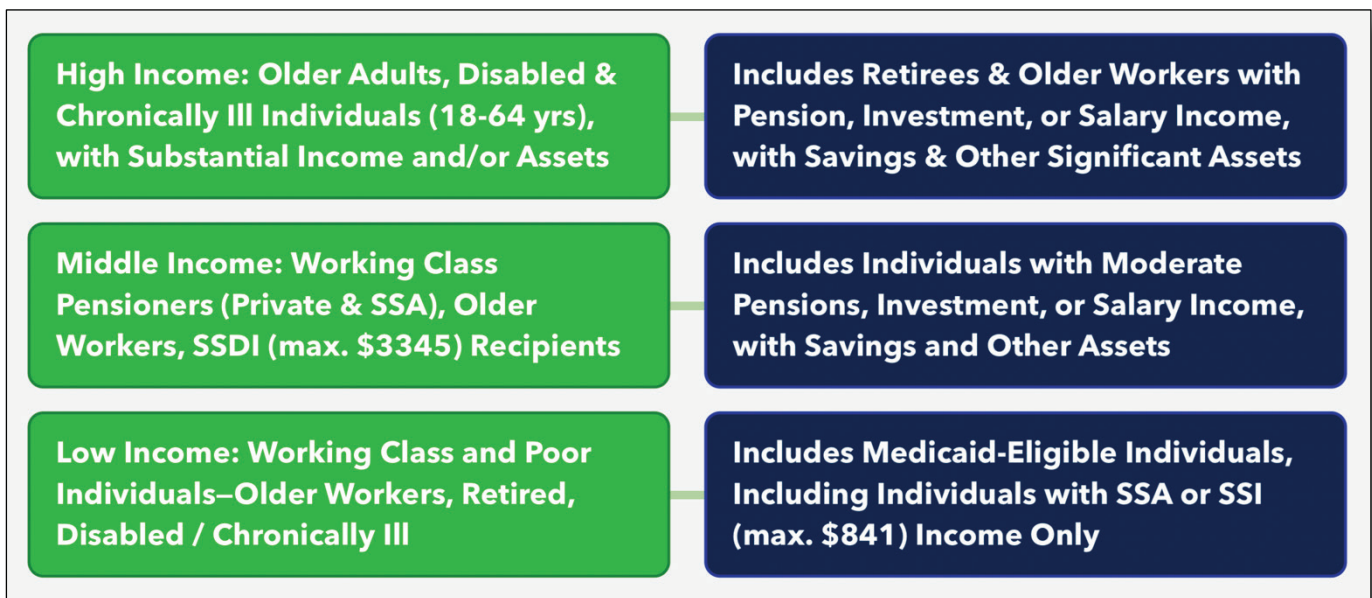 High Income: Older Adults, Disabled &
Chronically Ill Individuals (18-64 yrs),
with Substantial Income and/or Assets
Includes Retirees & Older Workers with
Pension, Investment, or Salary Income,
with Savings & Other Significant Assets
Middle Income: Working Class
Pensioners (Private & SSA), Older
Workers, SSDI (max. $3345) Recipients
Includes Individuals with Moderate
Pensions, Investment, or Salary Income,
with Savings and Other Assets
Low Income: Working Class and Poor
Individuals—Older Workers, Retired,
Disabled / Chronically Ill
Includes Medicaid-Eligible Individuals,
Including Individuals with SSA or SSI
(max. $841) Income Only